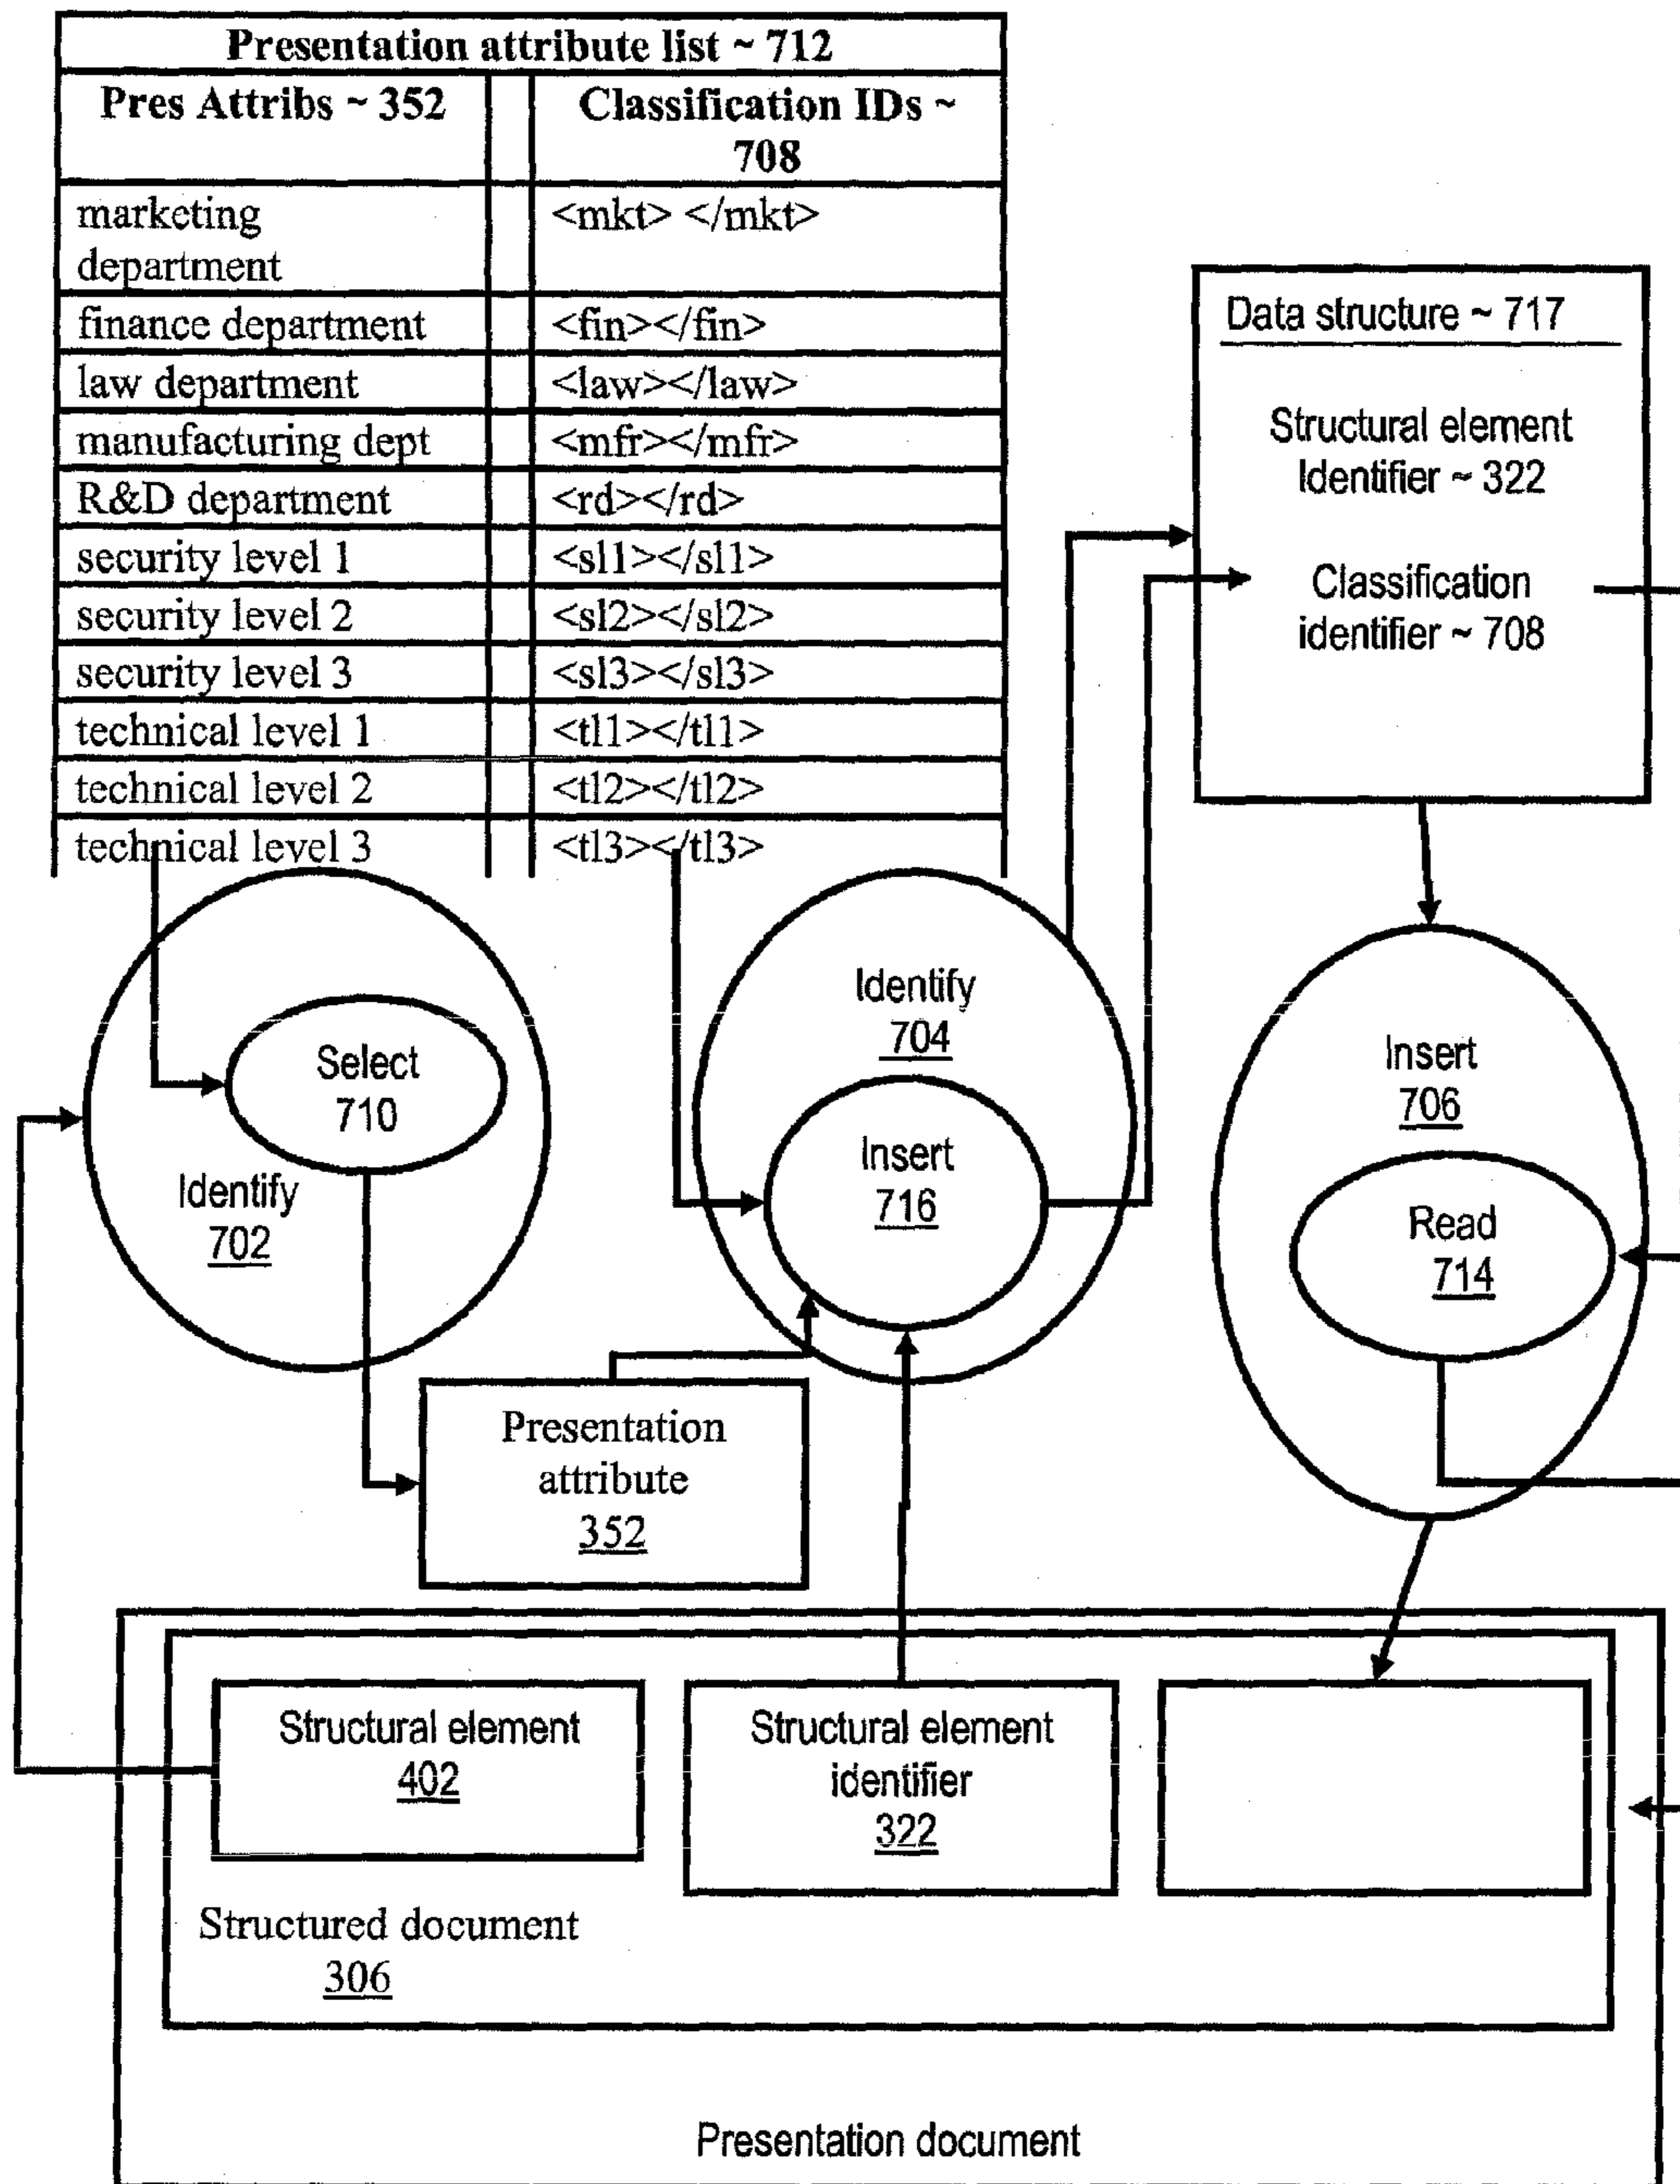 Presentation attribute list ~ 712
Pres Attribs ~ 352
Classification IDs ~
708
marketing
department
<mkt> </mkt>
finance department
<fin></fin>
law department
<law></law>
manufacturing dept
<mfr></mfr>
R&D department
<rd></rd>
security level 1
<sl1></sl1>
security level 2
<sl2></sl2>
security level 3
<sl3></sl3>
technical level 1
<tl1></tl1>
technical level 2
<tl2></tl2>
technical level 3
<tl3></tl3>
Data structure ~ 717
Structural element
Identifier ~ 322
Classification
identifier ~ 708
Select
710
Identify
702
Identify
704
Insert
716
Insert
706
Read
714
Presentation
attribute
352
Structural element
402
Structural element
identifier
322
Structured document
306
Presentation document